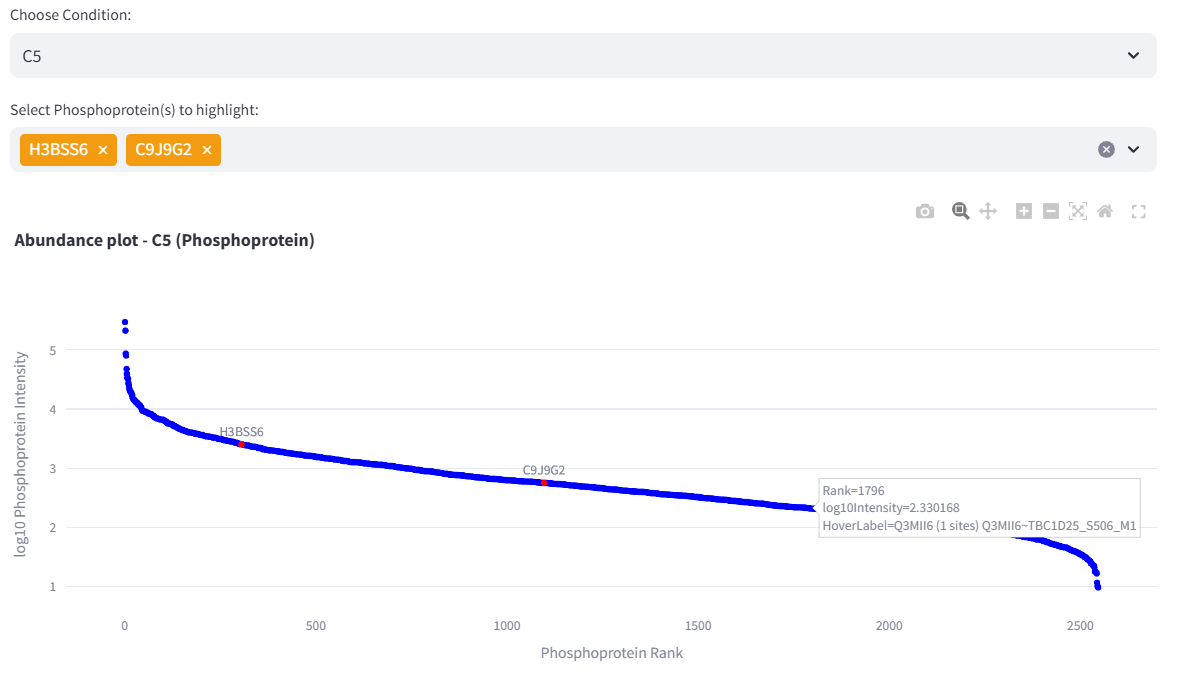 Choose Condition:
C5
Select Phosphoprotein(s) to highlight:
H3BSS6 × C9J9G2 ×
Abundance plot - C5 (Phosphoprotein)
log10 Phosphoprotein Intensity
5
4
3
2
1
H3BSS6
C9J9G2
Rank=1796
log10Intensity=2.330168
HoverLabel=Q3MII6 (1 sites) Q3MII6~TBC1D25_S506_M1
0 500 1000 1500 2000 2500
Phosphoprotein Rank